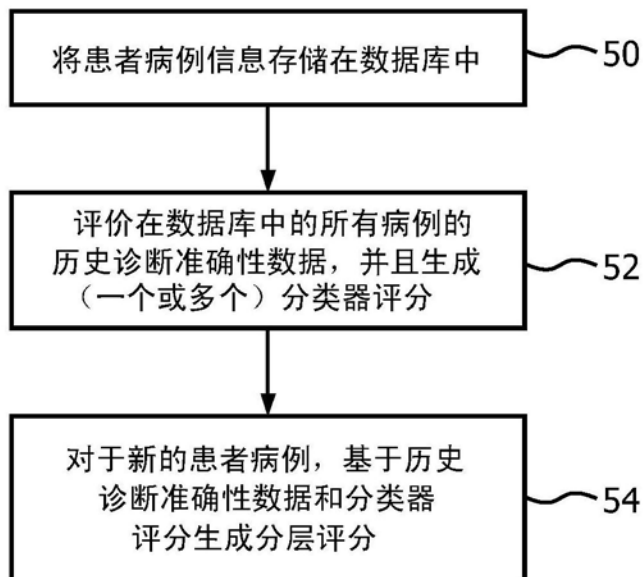 将患者病例信息存储在数据库中
50
评价在数据库中的所有病例的
历史诊断准确性数据，并且生成
（一个或多个）分类器评分
52
对于新的患者病例，基于历史
诊断准确性数据和分类器
评分生成分层评分
54